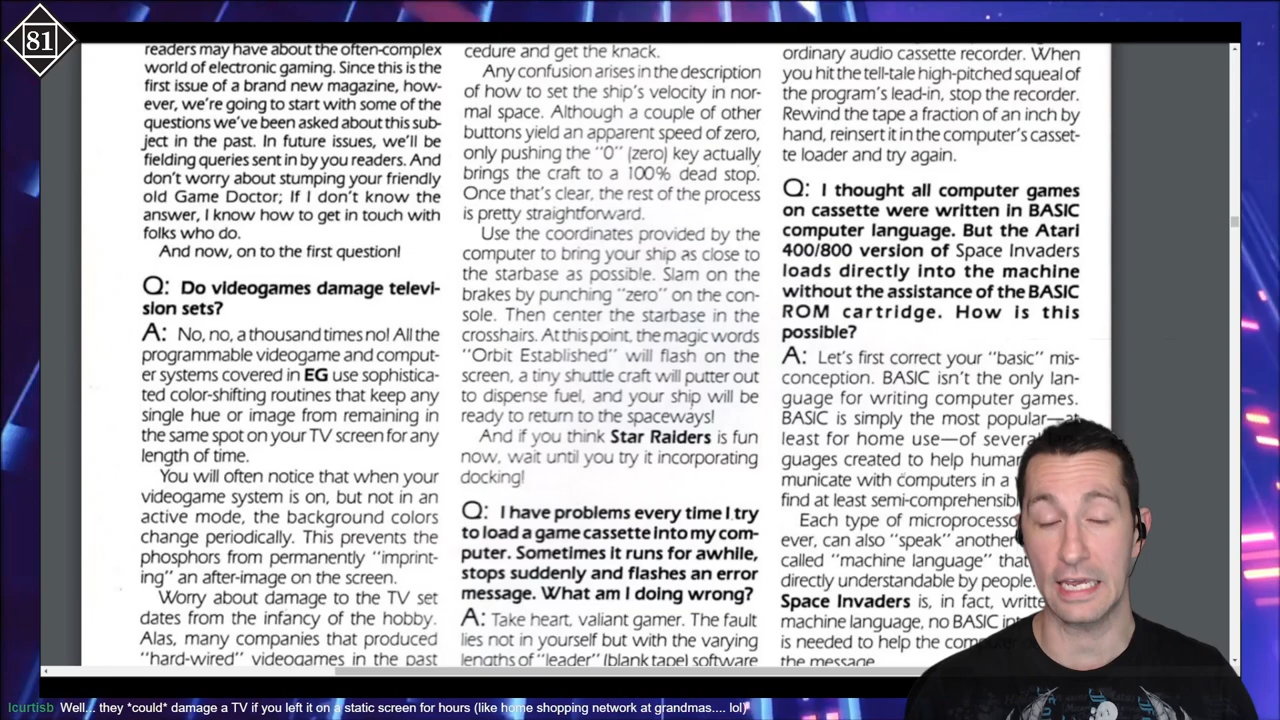 81
readers may have about the often-complex
world of electronic gaming. Since this is the
first issue of a brand new magazine, how-
ever, we're going to start with some of the
questions we've been asked about this sub-
ject in the past. In future issues, we'll be
fielding queries sent in by you readers. And
don't worry about stumping your friendly
old Game Doctor; If I don't know the
answer, I know how to get in touch with
folks who do.
And now, on to the first question!
Q: Do videogames damage televi-
sion sets?
A: No, no, a thousand times no! All the
programmable videogame and comput-
er systems covered in EG use sophistica-
ted color-shifting routines that keep any
single hue or image from remaining in
the same spot on your TV screen for any
length of time.
You will often notice that when your
videogame system is on, but not in an
active mode, the background colors
change periodically. This prevents the
phosphors from permanently "imprint-
ing" an after-image on the screen.
Worry about damage to the TV set
dates from the infancy of the hobby.
Alas, many companies that produced
"hard-wired" videogames in the past
cedure and get the knack.
Any confusion arises in the description
of how to set the ship's velocity in nor-
mal space. Although a couple of other
buttons yield an apparent speed of zero,
only pushing the "0" (zero) key actually
brings the craft to a 100% dead stop.
Once that's clear, the rest of the process
is pretty straightforward.
Use the coordinates provided by the
computer to bring your ship as close to
the starbase as possible. Slam on the
brakes by punching "zero" on the con-
sole. Then center the starbase in the
crosshairs. At this point, the magic words
"Orbit Established" will flash on the
screen, a tiny shuttle craft will putter out
to dispense fuel, and your ship will be
ready to return to the spaceways!
And if you think Star Raiders is fun
now, wait until you try it incorporating
docking!
Q: I have problems every time I try
to load a game cassette into my com-
puter. Sometimes it runs for awhile,
stops suddenly and flashes an error
message. What am I doing wrong?
A: Take heart, valiant gamer. The fault
lies not in yourself but with the varying
lengths of "leader" (blank tape) software
ordinary audio cassette recorder. When
you hit the tell-tale high-pitched squeal of
the program's lead-in, stop the recorder.
Rewind the tape a fraction of an inch by
hand, reinsert it in the computer's casset-
te loader and try again.
Q: I thought all computer games
on cassette were written in BASIC
computer language. But the Atari
400/800 version of Space Invaders
loads directly into the machine
without the assistance of the BASIC
ROM cartridge. How is this
possible?
A: Let's first correct your "basic" mis-
conception. BASIC isn't the only lan-
guage for writing computer games.
BASIC is simply the most popular—at
least for home use—of several
guages created to help human
municate with computers in a
find at least semi-comprehensib
Each type of microprocess
ever, can also "speak" another
called "machine language" that
directly understandable by people.
Space Invaders is, in fact, writte
machine language, no BASIC in
is needed to help the comp
the message.
lcurtisb Well... they *could* damage a TV if you left it on a static screen for hours (like home shopping network at grandmas.... lol)